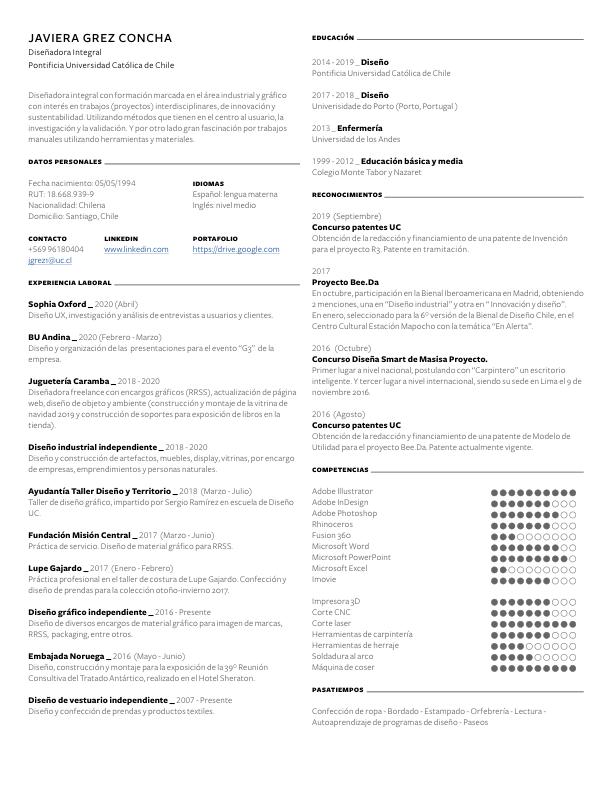 JAVIERA GREZ CONCHA
Diseñadora Integral
Pontificia Universidad Católica de Chile
Diseñadora integral con formación marcada en el área industrial y gráfico
con interés en trabajos (proyectos) interdisciplinares, de innovación y
sustentabilidad. Utilizando métodos que tienen en el centro al usuario, la
investigación y la validación. Y por otro lado gran fascinación por trabajos
manuales utilizando herramientas y materiales.
DATOS PERSONALES
Fecha nacimiento: 05/05/1994
RUT: 18.668.939-9
Nacionalidad: Chilena
Domicilio: Santiago, Chile
IDIOMAS
Español: lengua materna
Inglés: nivel medio
CONTACTO
+569 96180404
jgrez1@uc.cl
LINKEDIN
www.linkedin.com
PORTAFOLIO
https://drive.google.com
EXPERIENCIA LABORAL
Sophia Oxford _ 2020 (Abril)
Diseño UX, investigación y análisis de entrevistas a usuarios y clientes.
BU Andina _ 2020 (Febrero - Marzo)
Diseño y organización de las presentaciones para el evento "G3" de la
empresa.
Juguetería Caramba _ 2018 - 2020
Diseñadora freelance con encargos gráficos (RRSS), actualización de página
web, diseño de objeto y ambiente (construcción y montaje de la vitrina de
navidad 2019 y construcción de soportes para exposición de libros en la
tienda).
Diseño industrial independiente _ 2018 - 2020
Diseño y construcción de artefactos, muebles, display, vitrinas, por encargo
de empresas, emprendimientos y personas naturales.
Ayudantía Taller Diseño y Territorio _ 2018 (Marzo - Julio)
Taller de diseño gráfico, impartido por Sergio Ramírez en escuela de Diseño
UC.
Fundación Misión Central _ 2017 (Marzo - Junio)
Práctica de servicio. Diseño de material gráfico para RRSS.
Lupe Gajardo _ 2017 (Enero - Febrero)
Práctica profesional en el taller de costura de Lupe Gajardo. Confección y
diseño de prendas para la colección otoño-invierno 2017.
Diseño gráfico independiente _ 2016 - Presente
Diseño de diversos encargos de material gráfico para imagen de marcas,
RRSS, packaging, entre otros.
Embajada Noruega _ 2016 (Mayo - Junio)
Diseño, construcción y montaje para la exposición de la 39º Reunión
Consultiva del Tratado Antártico, realizado en el Hotel Sheraton.
Diseño de vestuario independiente _ 2007 - Presente
Diseño y confección de prendas y productos textiles.
EDUCACIÓN
2014 - 2019 _ Diseño
Pontificia Universidad Católica de Chile
2017 - 2018 _ Diseño
Univerisidade do Porto (Porto, Portugal)
2013 _ Enfermería
Universidad de los Andes
1999 - 2012 _ Educación básica y media
Colegio Monte Tabor y Nazaret
RECONOCIMIENTOS
2019 (Septiembre)
Concurso patentes UC
Obtención de la redacción y financiamiento de una patente de Invención
para el proyecto R3. Patente en tramitación.
2017
Proyecto Bee.Da
En octubre, participación en la Bienal Iberoamericana en Madrid, obteniendo
2 menciones, una en "Diseño industrial" y otra en " Innovación y diseño".
En enero, seleccionado para la 6º versión de la Bienal de Diseño Chile, en el
Centro Cultural Estación Mapocho con la temática "En Alerta".
2016 (Octubre)
Concurso Diseña Smart de Masisa Proyecto.
Primer lugar a nivel nacional, postulando con "Carpintero" un escritorio
inteligente. Y tercer lugar a nivel internacional, siendo su sede en Lima el 9 de
noviembre 2016.
2016 (Agosto)
Concurso patentes UC
Obtención de la redacción y financiamiento de una patente de Modelo de
Utilidad para el proyecto Bee.Da. Patente actualmente vigente.
COMPETENCIAS
Adobe Illustrator
Adobe InDesign
Adobe Photoshop
Rhinoceros
Fusion 360
Microsoft Word
Microsoft PowerPoint
Microsoft Excel
Imovie
Impresora 3D
Corte CNC
Corte laser
Herramientas de carpintería
Herramientas de herraje
Soldadura al arco
Máquina de coser
PASATIEMPOS
Confección de ropa - Bordado - Estampado - Orfebrería - Lectura -
Autoaprendizaje de programas de diseño - Paseos